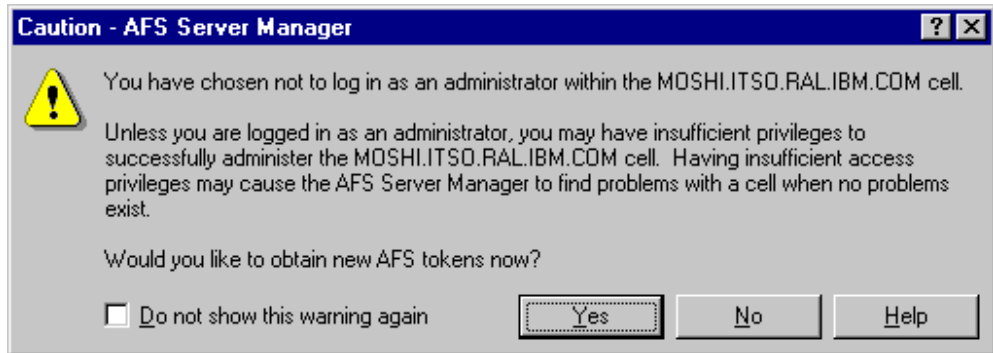 Caution - AFS Server Manager
You have chosen not to log in as an administrator within the MOSHI.ITSO.RAL.IBM.COM cell.
Unless you are logged in as an administrator, you may have insufficient privileges to
successfully administer the MOSHI.ITSO.RAL.IBM.COM cell. Having insufficient access
privileges may cause the AFS Server Manager to find problems with a cell when no problems
exist.
Would you like to obtain new AFS tokens now?
Do not show this warning again
Yes
No
Help